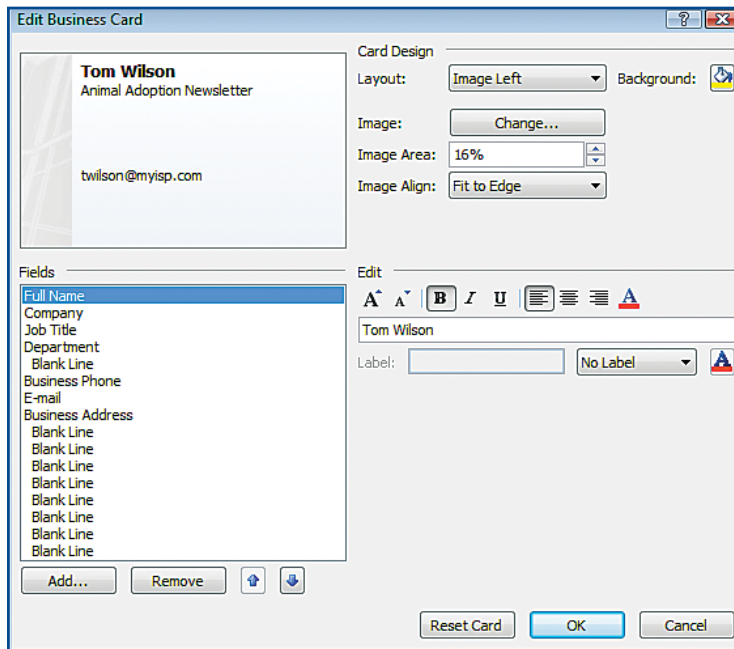 Edit Business Card
?
Tom Wilson
Animal Adoption Newsletter
twilson@myisp.com
Card Design
Layout: Image Left Background:
Image: Change...
Image Area: 16%
Image Align: Fit to Edge
Fields
Full Name
Company
Job Title
Department
Blank Line
Business Phone
E-mail
Business Address
Blank Line
Blank Line
Blank Line
Blank Line
Blank Line
Blank Line
Blank Line
Blank Line
Add... Remove
Edit
A A B I U A
Tom Wilson
Label: No Label A
Reset Card OK Cancel